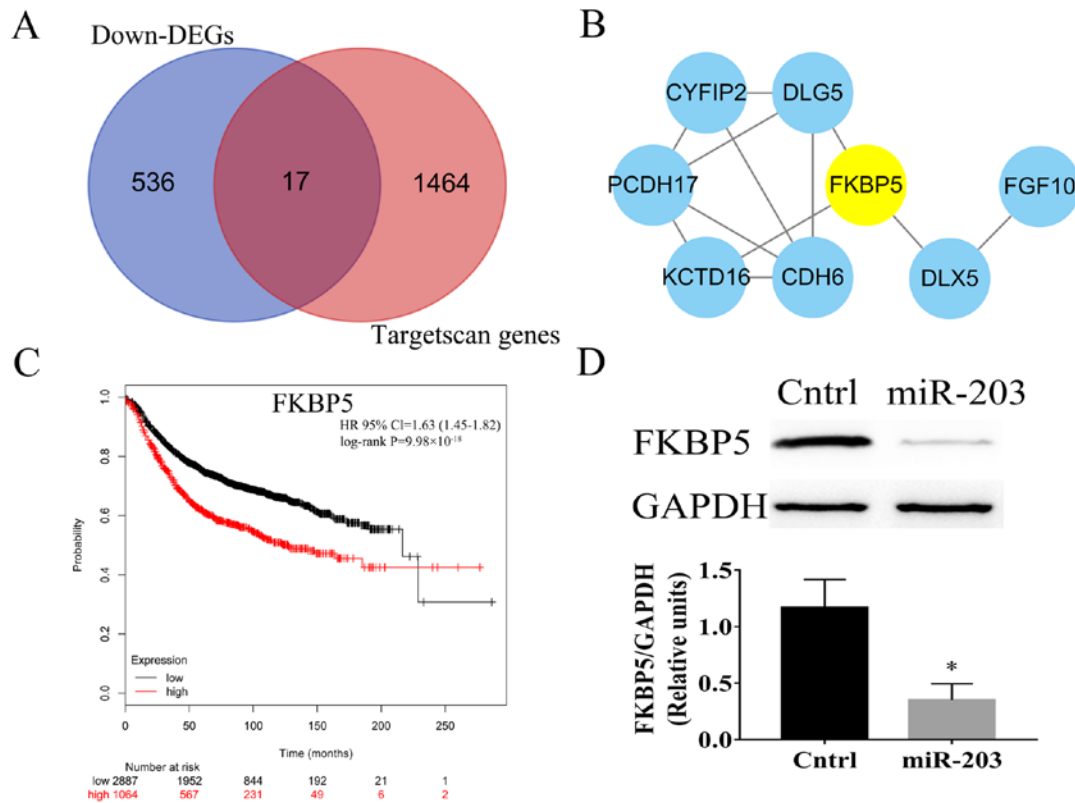 A
Down-DEGs
536
17
1464
Targetscan genes
B
CYFIP2
DLG5
PCDH17
FKBP5
FGF10
KCTD16
CDH6
DLX5
C
FKBP5
HR 95% CI=1.63 (1.45-1.82)
log-rank P=9.98×10⁻¹⁸
Probability
1.0
0.8
0.6
0.4
0.2
0.0
Expression
low
high
0 50 100 150 200 250
Time (months)
Number at risk
low 2887 1952 844 192 21 1
high 1064 567 231 49 6 2
D
Cntrl miR-203
FKBP5
GAPDH
FKBP5/GAPDH
(Relative units)
1.5
1.0
0.5
0.0
*
Cntrl miR-203